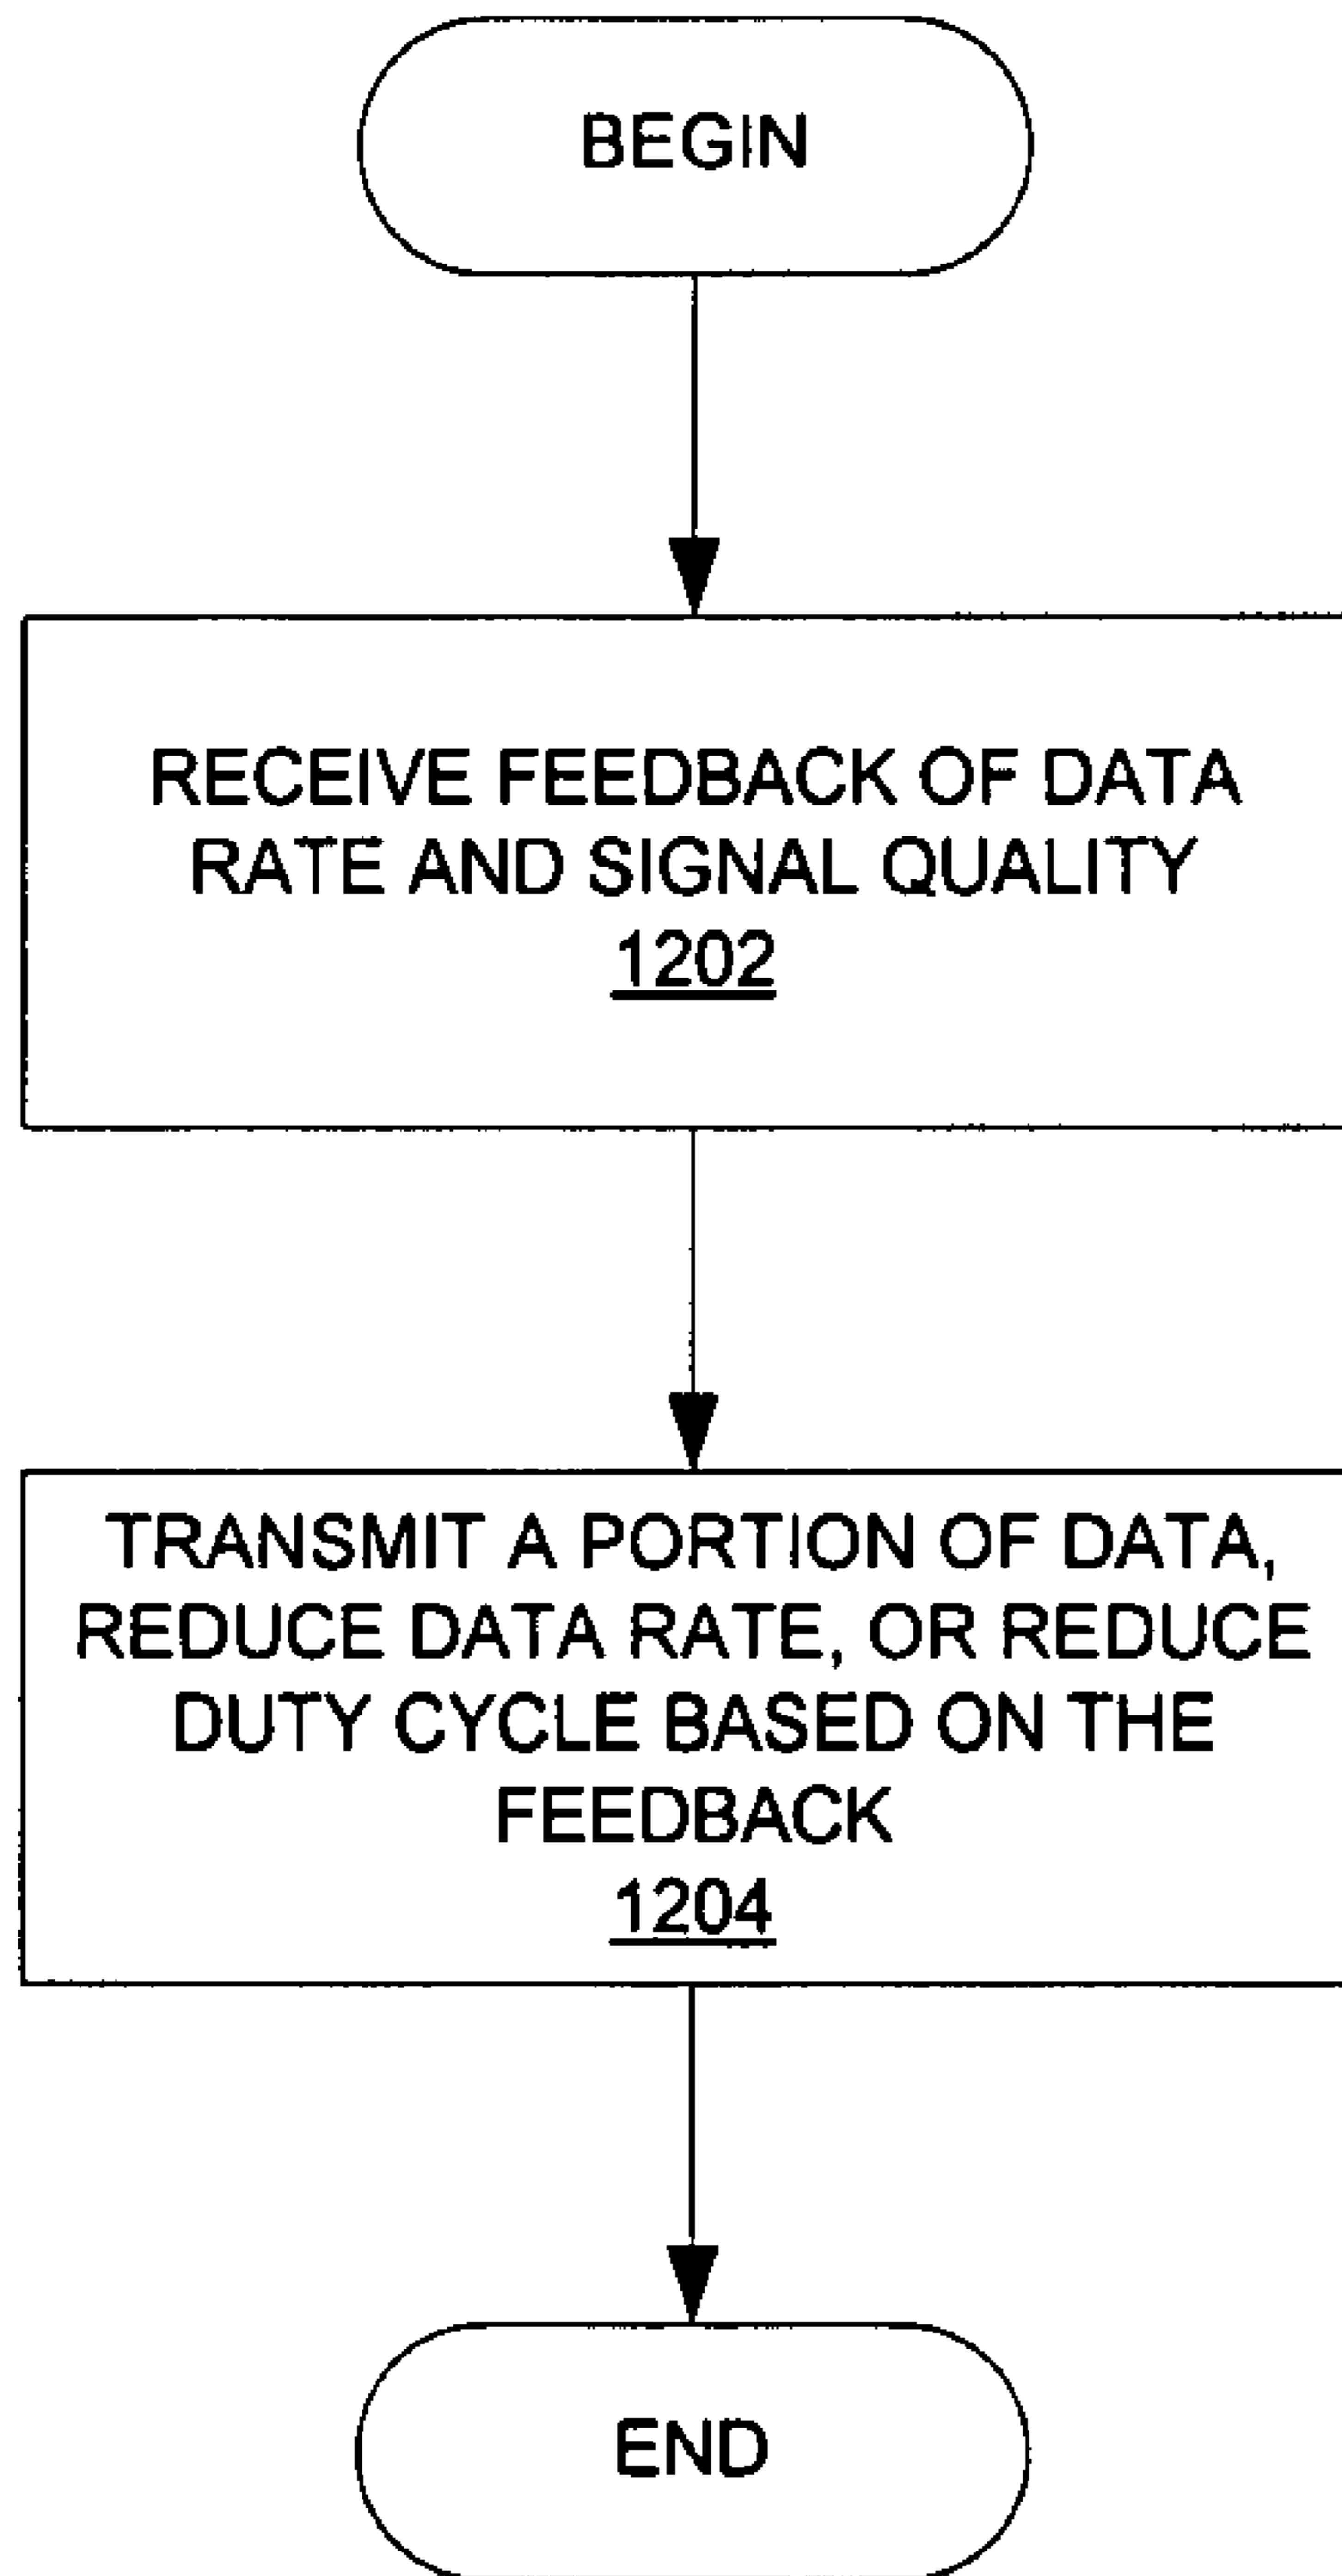 BEGIN
RECEIVE FEEDBACK OF DATA
RATE AND SIGNAL QUALITY
1202
TRANSMIT A PORTION OF DATA,
REDUCE DATA RATE, OR REDUCE
DUTY CYCLE BASED ON THE
FEEDBACK
1204
END